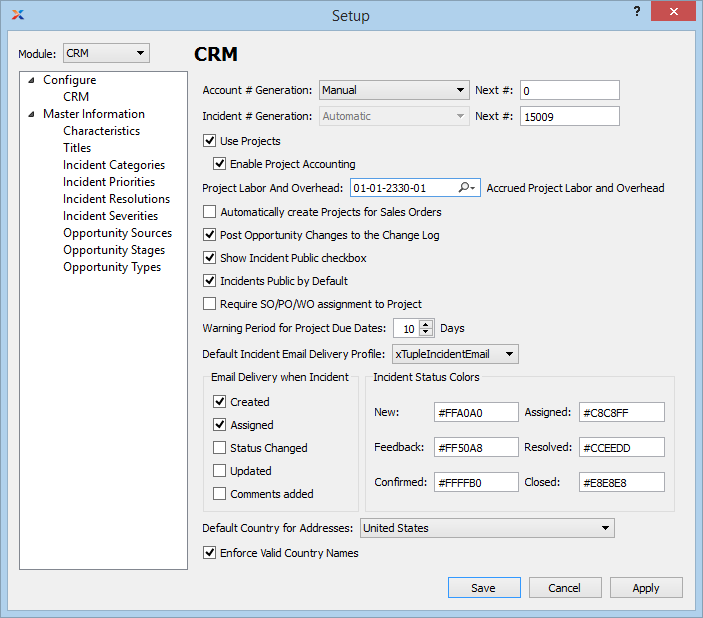 Setup
?
Module: CRM
CRM
Configure
CRM
Master Information
Characteristics
Titles
Incident Categories
Incident Priorities
Incident Resolutions
Incident Severities
Opportunity Sources
Opportunity Stages
Opportunity Types
Account # Generation: Manual Next #: 0
Incident # Generation: Automatic Next #: 15009
Use Projects
Enable Project Accounting
Project Labor And Overhead: 01-01-2330-01 Accrued Project Labor and Overhead
Automatically create Projects for Sales Orders
Post Opportunity Changes to the Change Log
Show Incident Public checkbox
Incidents Public by Default
Require SO/PO/WO assignment to Project
Warning Period for Project Due Dates: 10 Days
Default Incident Email Delivery Profile: xTupleIncidentEmail
Email Delivery when Incident
Created
Assigned
Status Changed
Updated
Comments added
Incident Status Colors
New: #FFA0A0 Assigned: #C8C8FF
Feedback: #FF50A8 Resolved: #CCEEDD
Confirmed: #FFFFB0 Closed: #E8E8E8
Default Country for Addresses: United States
Enforce Valid Country Names
Save Cancel Apply